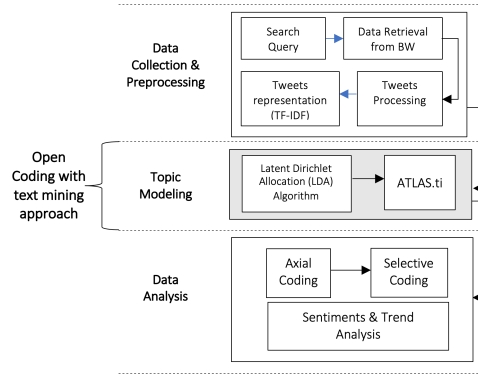 Data
Collection &
Preprocessing
Search
Query
Data Retrieval
from BW
Tweets
representation
(TF-IDF)
Tweets
Processing
Open
Coding with
text mining
approach
Topic
Modeling
Latent Dirichlet
Allocation (LDA)
Algorithm
ATLAS.ti
Data
Analysis
Axial
Coding
Selective
Coding
Sentiments & Trend
Analysis